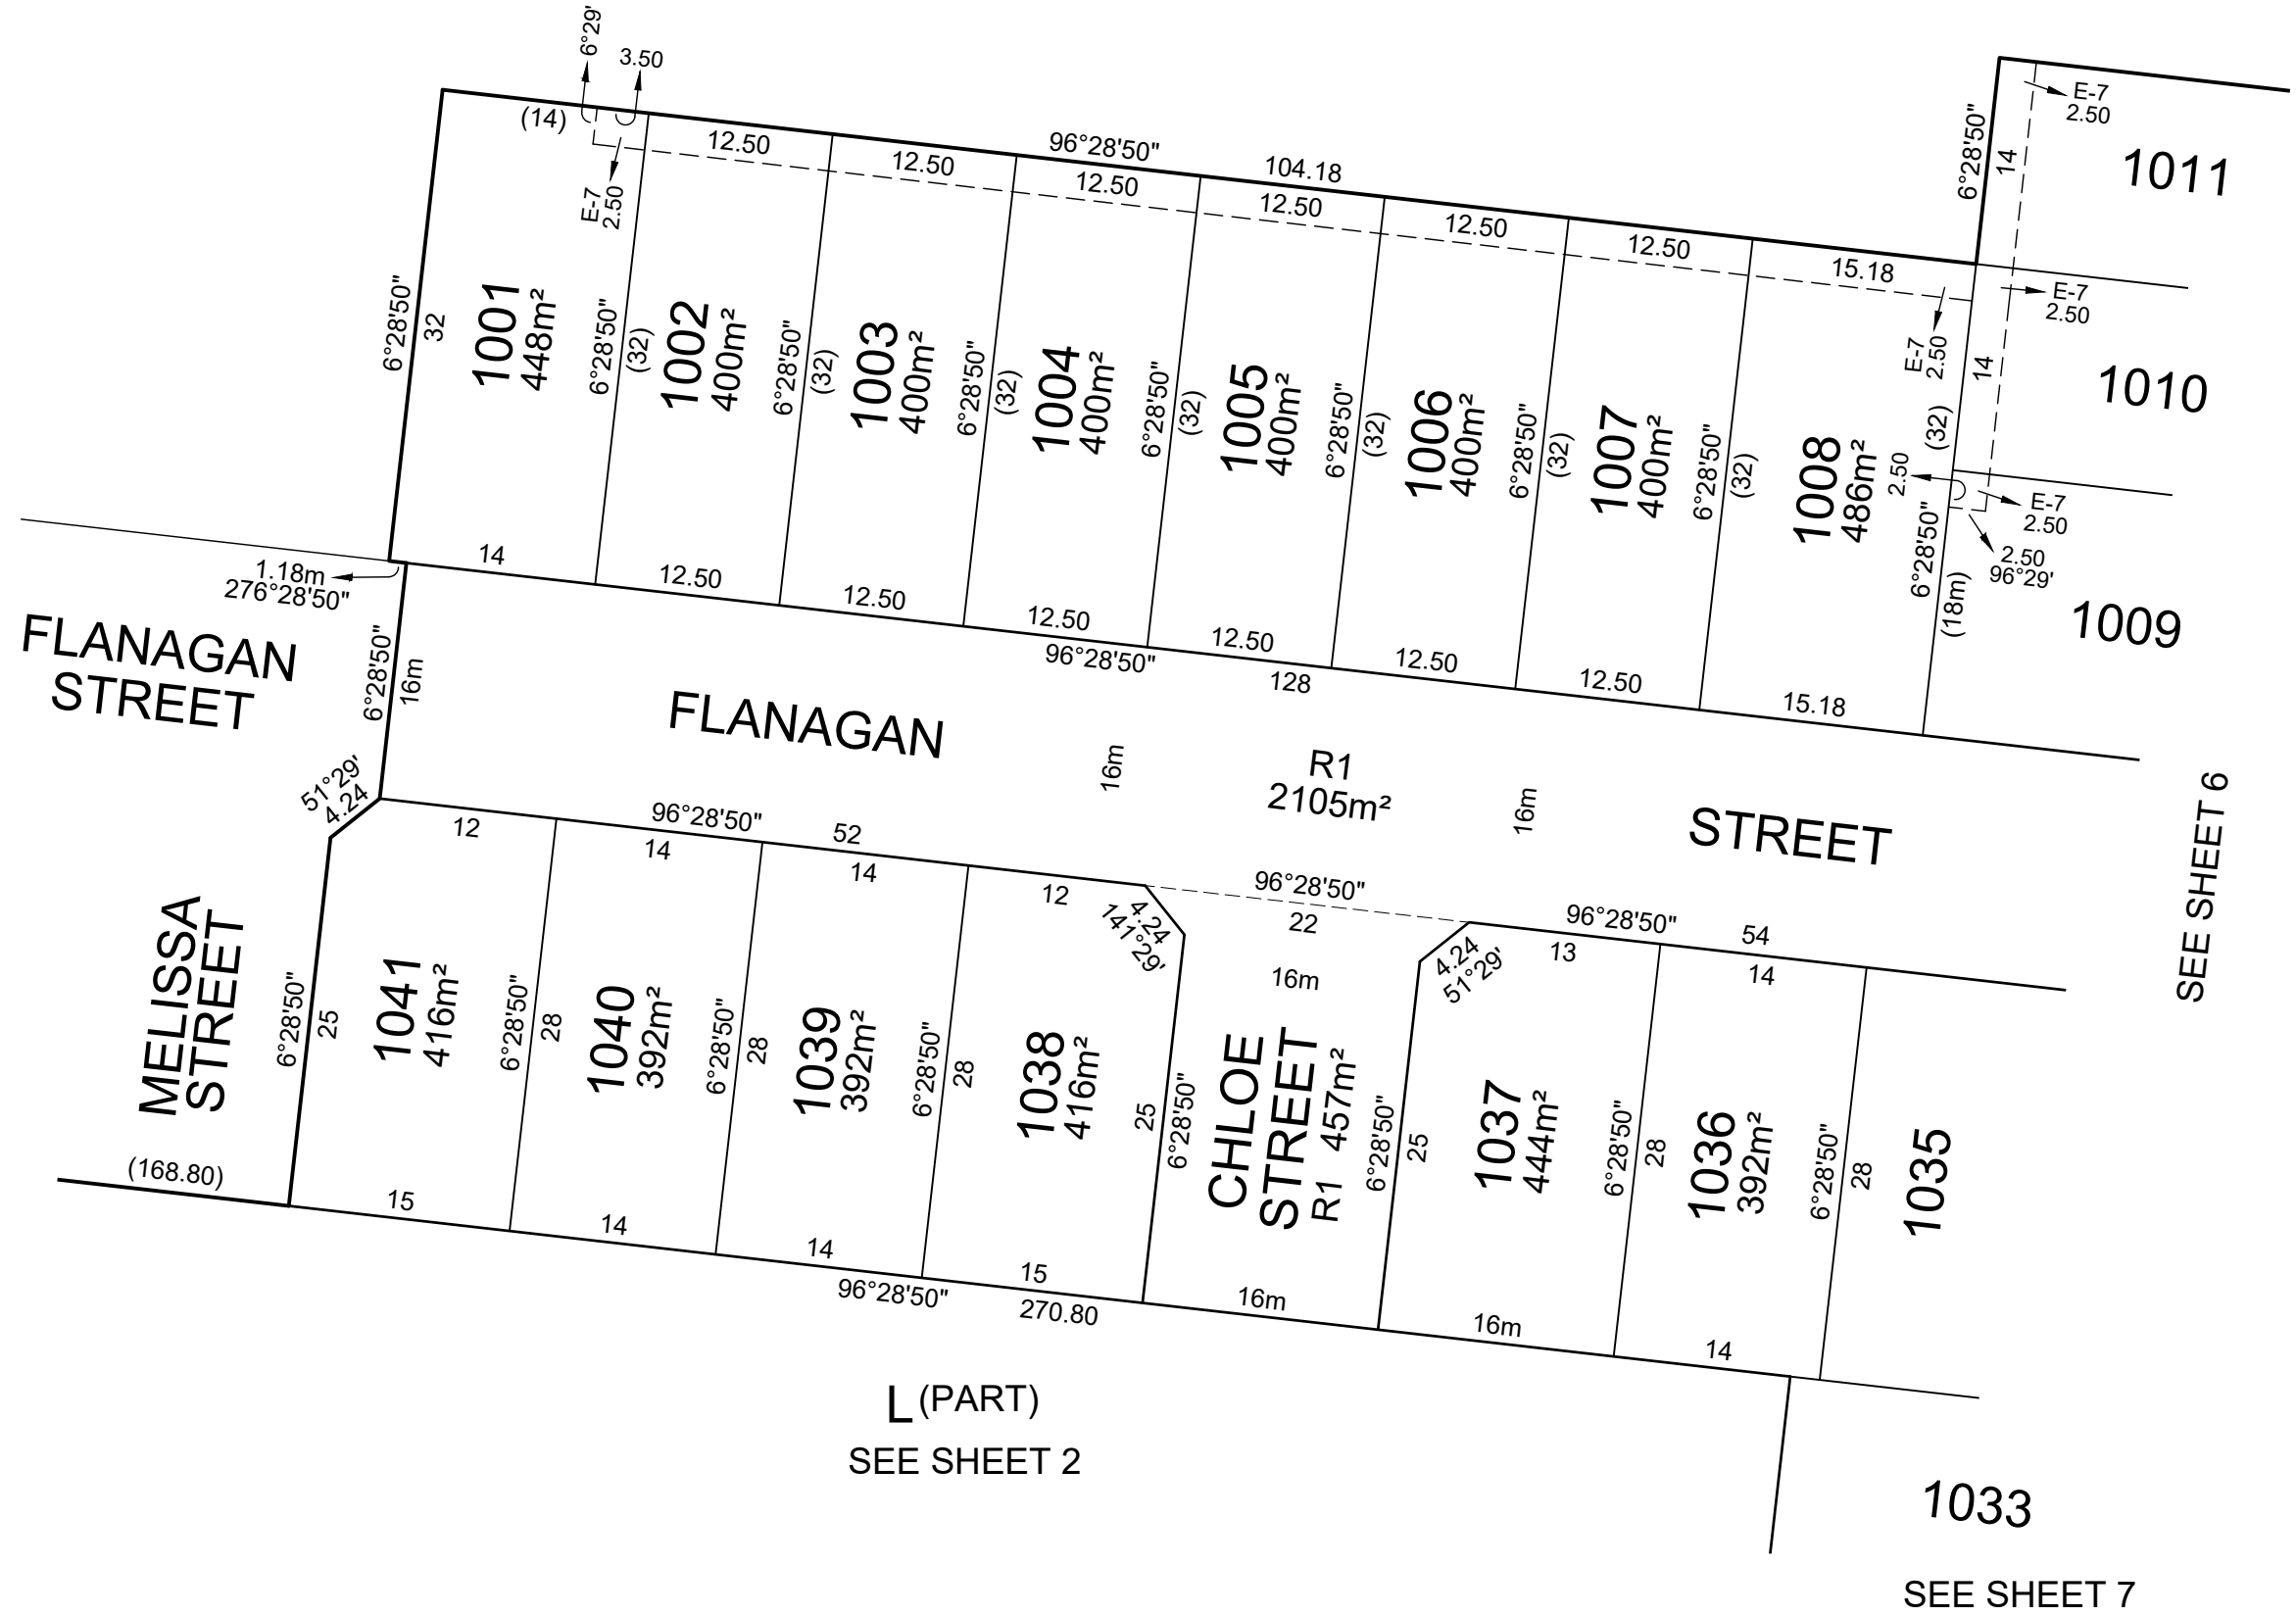 6°29'
3.50
(14)
12.50
12.50
96°28'50"
104.18
12.50
12.50
12.50
12.50
15.18
6°28'50"
14
E-7
2.50
1011
E-7
2.50
6°28'50"
32
1001
448m²
6°28'50"
(32)
1002
400m²
6°28'50"
(32)
1003
400m²
6°28'50"
(32)
1004
400m²
6°28'50"
(32)
1005
400m²
6°28'50"
(32)
1006
400m²
6°28'50"
(32)
1007
400m²
6°28'50"
(32)
1008
486m²
E-7
2.50
(32)
14
E-7
2.50
1010
2.50
E-7
2.50
2.50
96°29'
6°28'50"
(18m)
1009
14
12.50
12.50
12.50
12.50
12.50
12.50
15.18
96°28'50"
128
1.18m
276°28'50"
FLANAGAN
STREET
6°28'50"
16m
FLANAGAN
16m
R1
2105m²
16m
STREET
SEE SHEET 6
51°29'
4.24
12
96°28'50"
52
14
14
12
4.24
141°29'
96°28'50"
22
16m
4.24
51°29'
96°28'50"
54
13
14
MELISSA
STREET
6°28'50"
25
1041
416m²
6°28'50"
28
1040
392m²
6°28'50"
28
1039
392m²
6°28'50"
28
1038
416m²
25
6°28'50"
CHLOE
STREET
R1 457m²
6°28'50"
25
1037
444m²
6°28'50"
28
1036
392m²
6°28'50"
28
1035
(168.80)
15
14
14
15
16m
16m
14
96°28'50"
270.80
L (PART)
SEE SHEET 2
1033
SEE SHEET 7